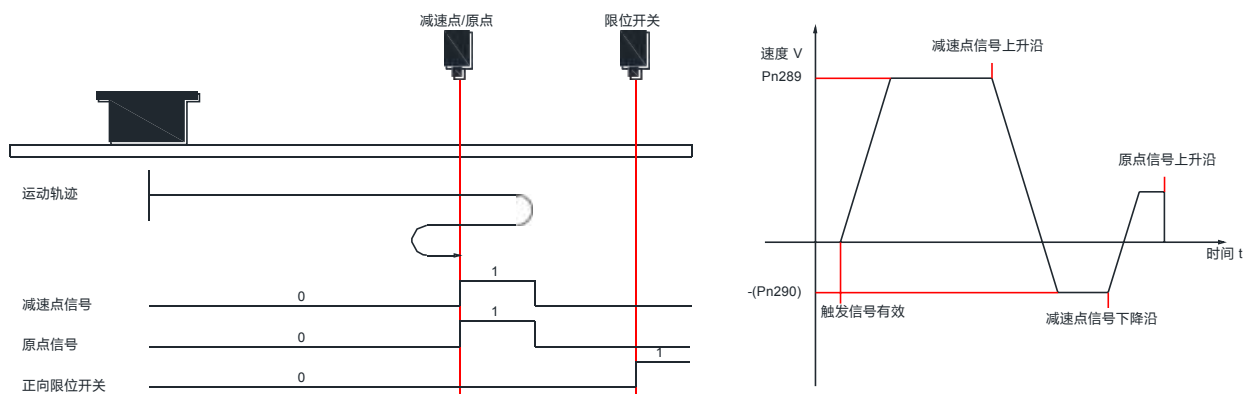 减速点/原点
限位开关
运动轨迹
1
减速点信号
0
1
原点信号
0
1
正向限位开关
0
减速点信号上升沿
速度 V
Pn289
原点信号上升沿
时间 t
-(Pn290)
触发信号有效
减速点信号下降沿